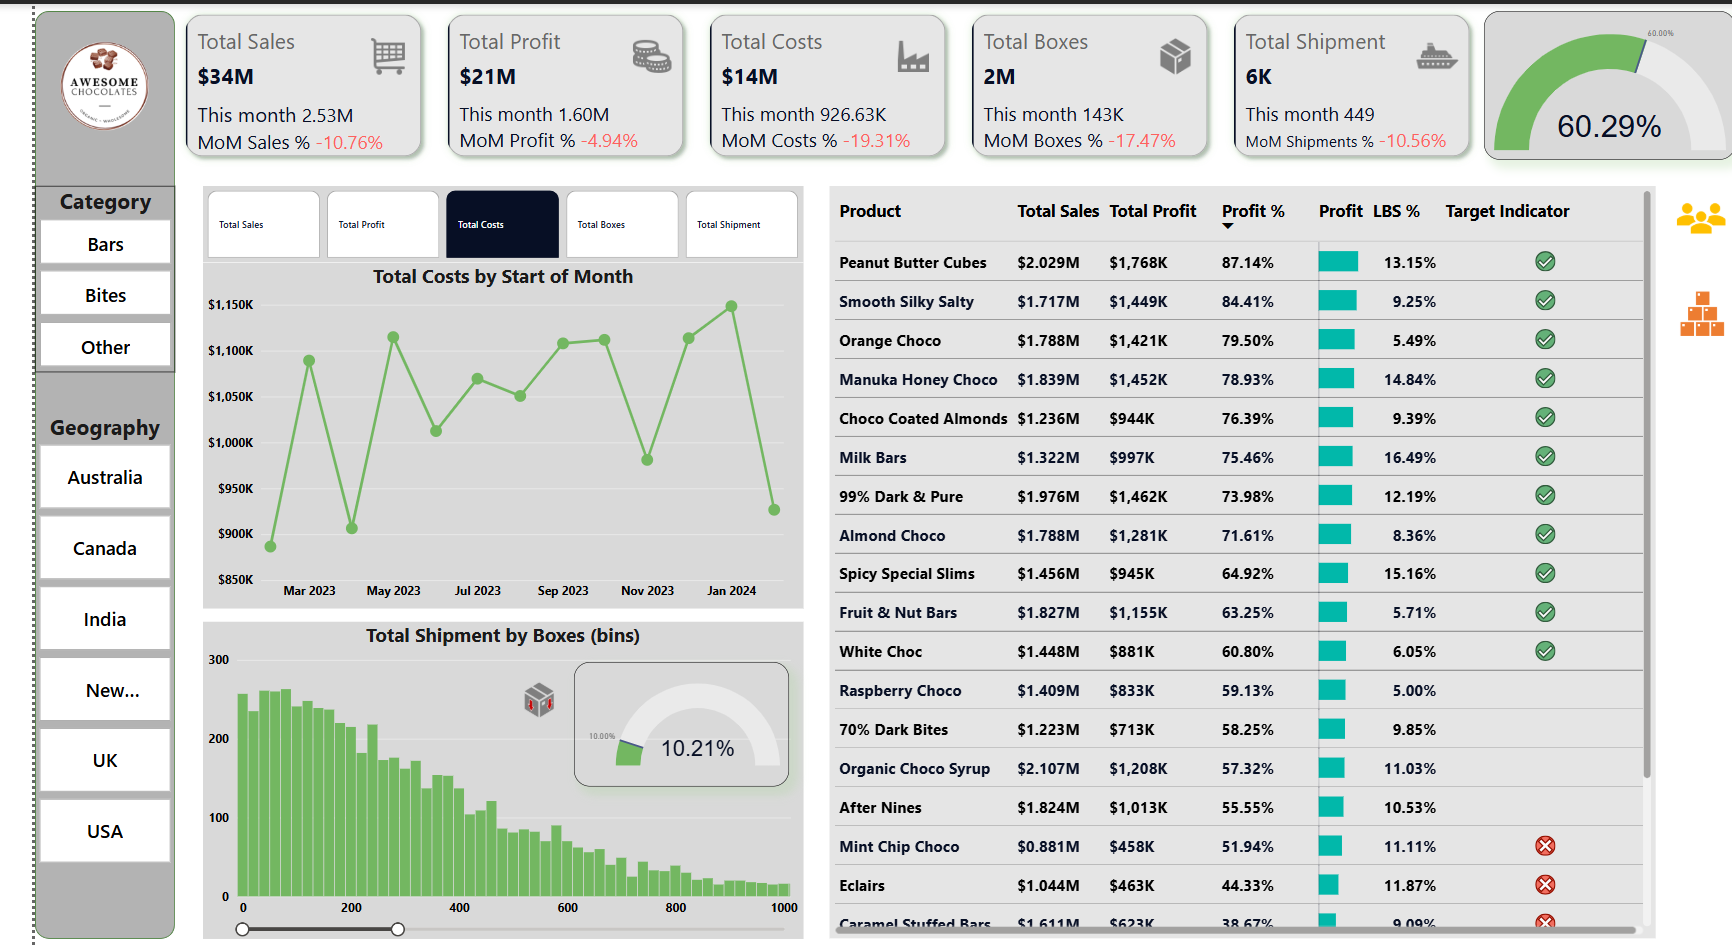 AWESOME
CHOCOLATES
ORGANIC • WHOLESOME
Category
Bars
Bites
Other
Geography
Australia
Canada
India
New...
UK
USA
Total Sales
$34M
This month 2.53M
MoM Sales % -10.76%
Total Profit
$21M
This month 1.60M
MoM Profit % -4.94%
Total Costs
$14M
This month 926.63K
MoM Costs % -19.31%
Total Boxes
2M
This month 143K
MoM Boxes % -17.47%
Total Shipment
6K
This month 449
MoM Shipments % -10.56%
60.00%
60.29%
Total Sales
Total Profit
Total Costs
Total Boxes
Total Shipment
Total Costs by Start of Month
$1,150K
$1,100K
$1,050K
$1,000K
$950K
$900K
$850K
Mar 2023 May 2023 Jul 2023 Sep 2023 Nov 2023 Jan 2024
Total Shipment by Boxes (bins)
300
200
100
0
10.00%
10.21%
0 200 400 600 800 1000
Product Total Sales Total Profit Profit % Profit LBS % Target Indicator
Peanut Butter Cubes $2.029M $1,768K 87.14% 13.15%
Smooth Silky Salty $1.717M $1,449K 84.41% 9.25%
Orange Choco $1.788M $1,421K 79.50% 5.49%
Manuka Honey Choco $1.839M $1,452K 78.93% 14.84%
Choco Coated Almonds $1.236M $944K 76.39% 9.39%
Milk Bars $1.322M $997K 75.46% 16.49%
99% Dark & Pure $1.976M $1,462K 73.98% 12.19%
Almond Choco $1.788M $1,281K 71.61% 8.36%
Spicy Special Slims $1.456M $945K 64.92% 15.16%
Fruit & Nut Bars $1.827M $1,155K 63.25% 5.71%
White Choc $1.448M $881K 60.80% 6.05%
Raspberry Choco $1.409M $833K 59.13% 5.00%
70% Dark Bites $1.223M $713K 58.25% 9.85%
Organic Choco Syrup $2.107M $1,208K 57.32% 11.03%
After Nines $1.824M $1,013K 55.55% 10.53%
Mint Chip Choco $0.881M $458K 51.94% 11.11%
Eclairs $1.044M $463K 44.33% 11.87%
Caramel Stuffed Bars $1.611M $623K 38.67% 9.09%